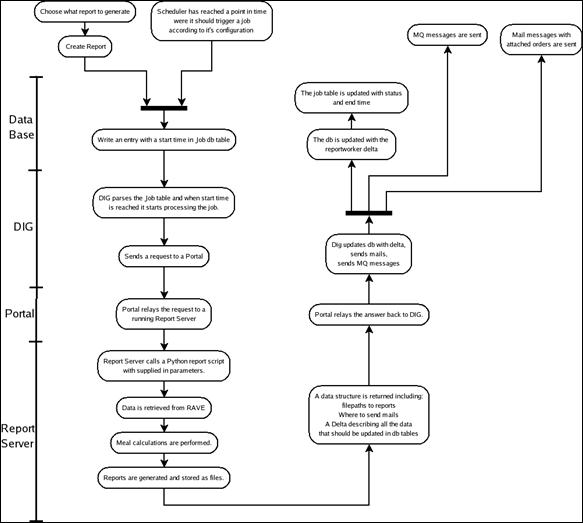 Choose what report to generate
Create Report
Scheduler has reached a point in time
were it should trigger a job
according to it's configuration
Data
Base
Write an entry with a start time in Job db table
DIG
DIG parses the Job table and when start time
is reached it starts processing the job.
Sends a request to a Portal
Portal
Portal relays the request to a
running Report Server
Report
Server
Report Server calls a Python report script
with supplied in parameters.
Data is retrieved from RAVE
Meal calculations are performed.
Reports are generated and stored as files.
A data structure is returned including:
filepaths to reports
Where to send mails
A Delta describing all the data
that should be updated in db tables
Portal relays the answer back to DIG.
Dig updates db with delta,
sends mails,
sends MQ messages
The db is updated with the
reportworker delta
The job table is updated with status
and end time
MQ messages are sent
Mail messages with
attached orders are sent